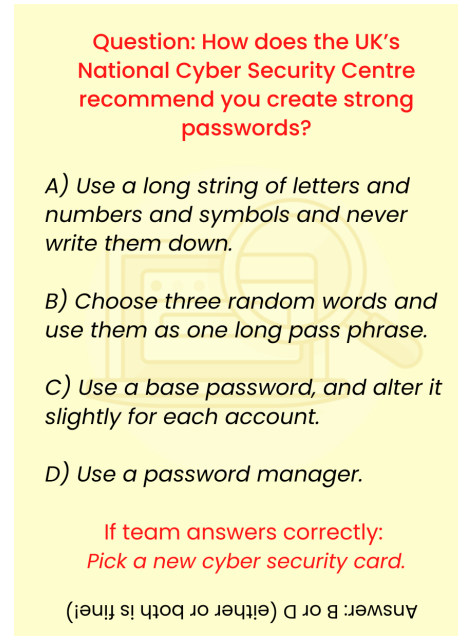 Question: How does the UK’s
National Cyber Security Centre
recommend you create strong
passwords?
A) Use a long string of letters and
numbers and symbols and never
write them down.
B) Choose three random words and
use them as one long pass phrase.
C) Use a base password, and alter it
slightly for each account.
D) Use a password manager.
If team answers correctly:
Pick a new cyber security card.
Answer: B or D (either or both is fine!)